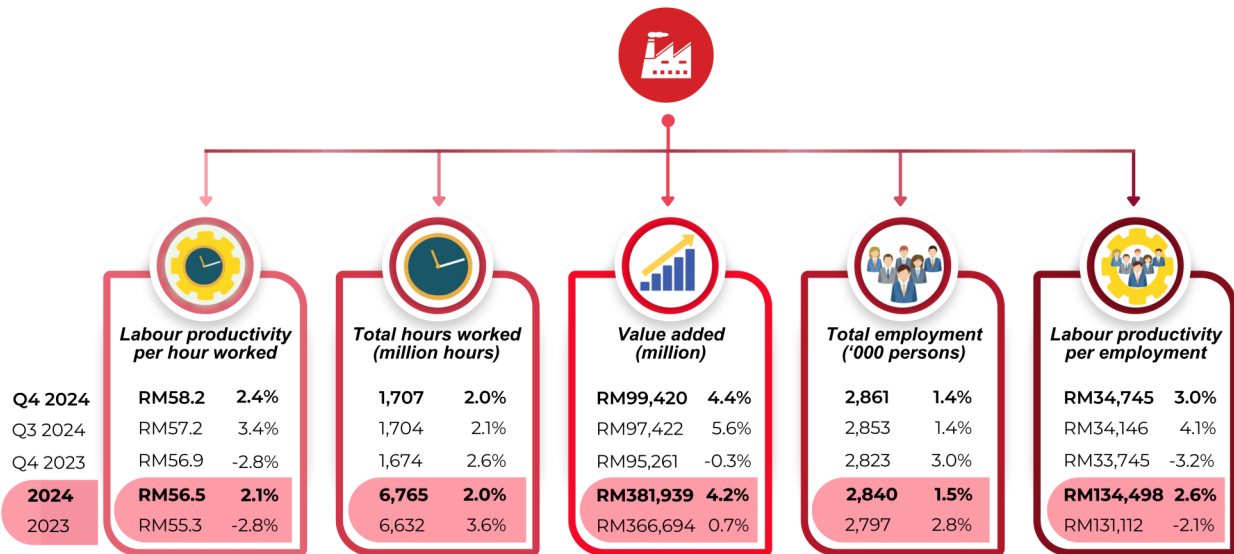 Labour productivity
per hour worked
Total hours worked
(million hours)
Value added
(million)
Total employment
(‘000 persons)
Labour productivity
per employment
Q4 2024 RM58.2 2.4% 1,707 2.0% RM99,420 4.4% 2,861 1.4% RM34,745 3.0%
Q3 2024 RM57.2 3.4% 1,704 2.1% RM97,422 5.6% 2,853 1.4% RM34,146 4.1%
Q4 2023 RM56.9 -2.8% 1,674 2.6% RM95,261 -0.3% 2,823 3.0% RM33,745 -3.2%
2024 RM56.5 2.1% 6,765 2.0% RM381,939 4.2% 2,840 1.5% RM134,498 2.6%
2023 RM55.3 -2.8% 6,632 3.6% RM366,694 0.7% 2,797 2.8% RM131,112 -2.1%